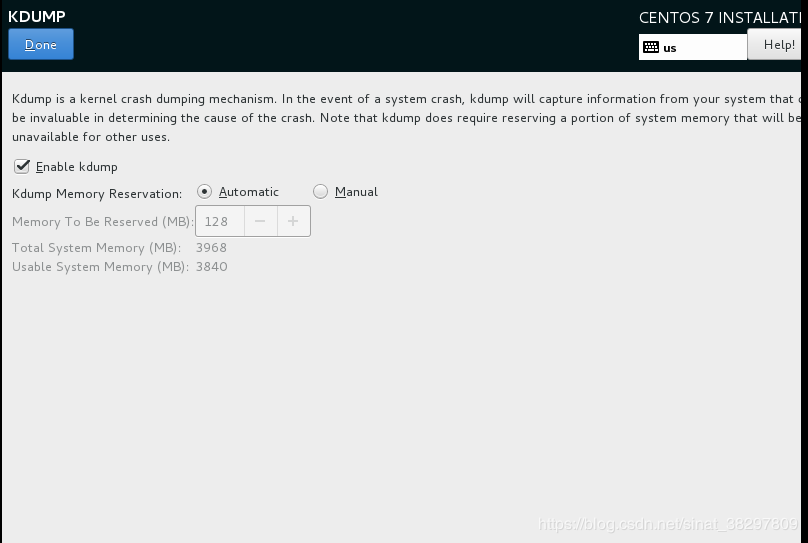 KDUMP
CENTOS 7 INSTALLATI
Done
us
Help!
Kdump is a kernel crash dumping mechanism. In the event of a system crash, kdump will capture information from your system that
be invaluable in determining the cause of the crash. Note that kdump does require reserving a portion of system memory that will be
unavailable for other uses.
Enable kdump
Kdump Memory Reservation: Automatic Manual
Memory To Be Reserved (MB): 128 − +
Total System Memory (MB): 3968
Usable System Memory (MB): 3840
https://blog.csdn.net/sinat_38297809